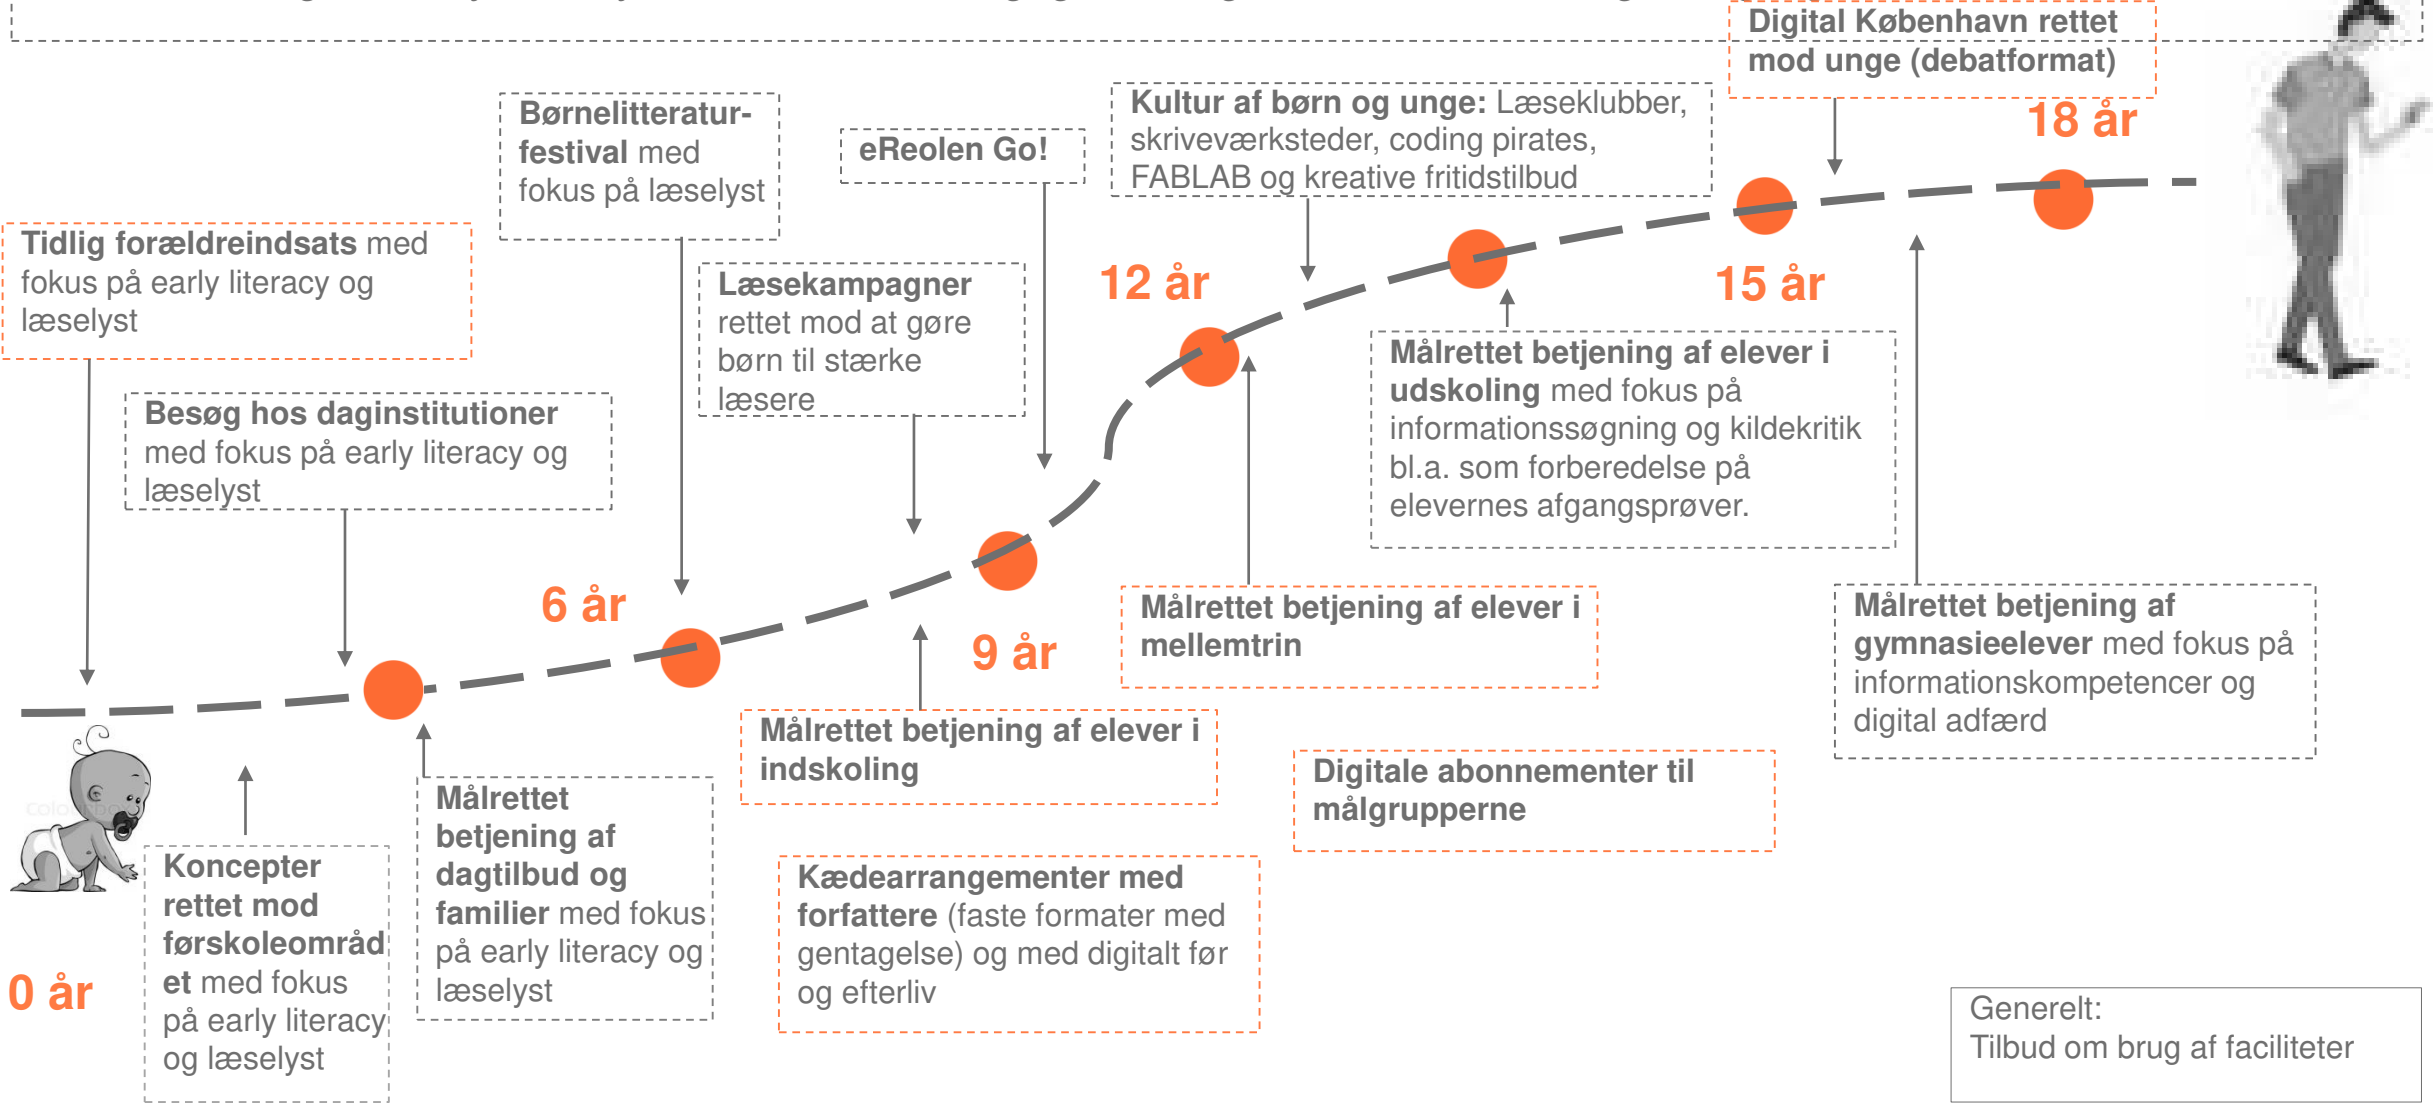 Digital København rettet
mod unge (debatformat)
18 år
Børnelitteratur-
festival med
fokus på læselyst
eReolen Go!
Kultur af børn og unge: Læseklubber,
skriveværksteder, coding pirates,
FABLAB og kreative fritidstilbud
Tidlig forældreindsats med
fokus på early literacy og
læselyst
Læsekampagner
rettet mod at gøre
børn til stærke
læsere
12 år
15 år
Målrettet betjening af elever i
udskoling med fokus på
informationssøgning og kildekritik
bl.a. som forberedelse på
elevernes afgangsprøver.
Besøg hos daginstitutioner
med fokus på early literacy og
læselyst
6 år
9 år
Målrettet betjening af elever i
mellemtrin
Målrettet betjening af
gymnasieelever med fokus på
informationskompetencer og
digital adfærd
Målrettet betjening af elever i
indskoling
Digitale abonnementer til
målgrupperne
Målrettet
betjening af
dagtilbud og
familier med fokus
på early literacy og
læselyst
Koncepter
rettet mod
førskoleområd
et med fokus
på early literacy
og læselyst
0 år
Kædearrangementer med
forfattere (faste formater med
gentagelse) og med digitalt før
og efterliv
Generelt:
Tilbud om brug af faciliteter